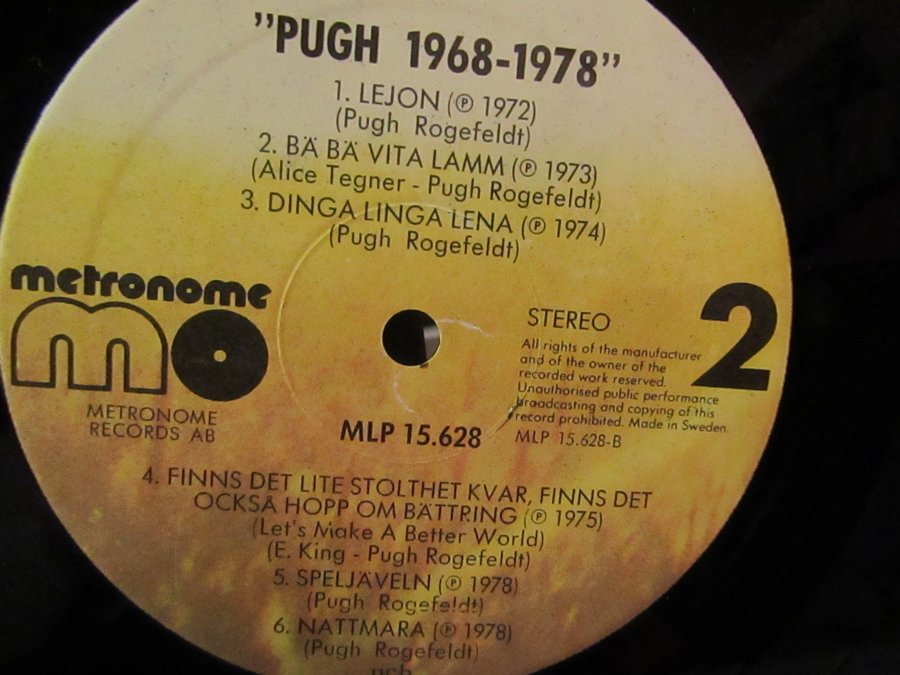 "PUGH 1968-1978"
1. LEJON (℗ 1972)
(Pugh Rogefeldt)
2. BÄ BÄ VITA LAMM (℗ 1973)
(Alice Tegner - Pugh Rogefeldt)
3. DINGA LINGA LENA (℗ 1974)
(Pugh Rogefeldt)
metronome
mo
METRONOME
RECORDS AB
MLP 15.628
STEREO
2
All rights of the manufacturer
and of the owner of the
recorded work reserved.
Unauthorised public performance
broadcasting and copying of this
record prohibited. Made in Sweden.
MLP 15.628-B
4. FINNS DET LITE STOLTHET KVAR, FINNS DET
OCKSÅ HOPP OM BÄTTRING (℗ 1975)
(Let's Make A Better World)
(E. King - Pugh Rogefeldt)
5. SPELJÄVELN (℗ 1978)
(Pugh Rogefeldt)
6. NATTMARA (℗ 1978)
(Pugh Rogefeldt)
ncb